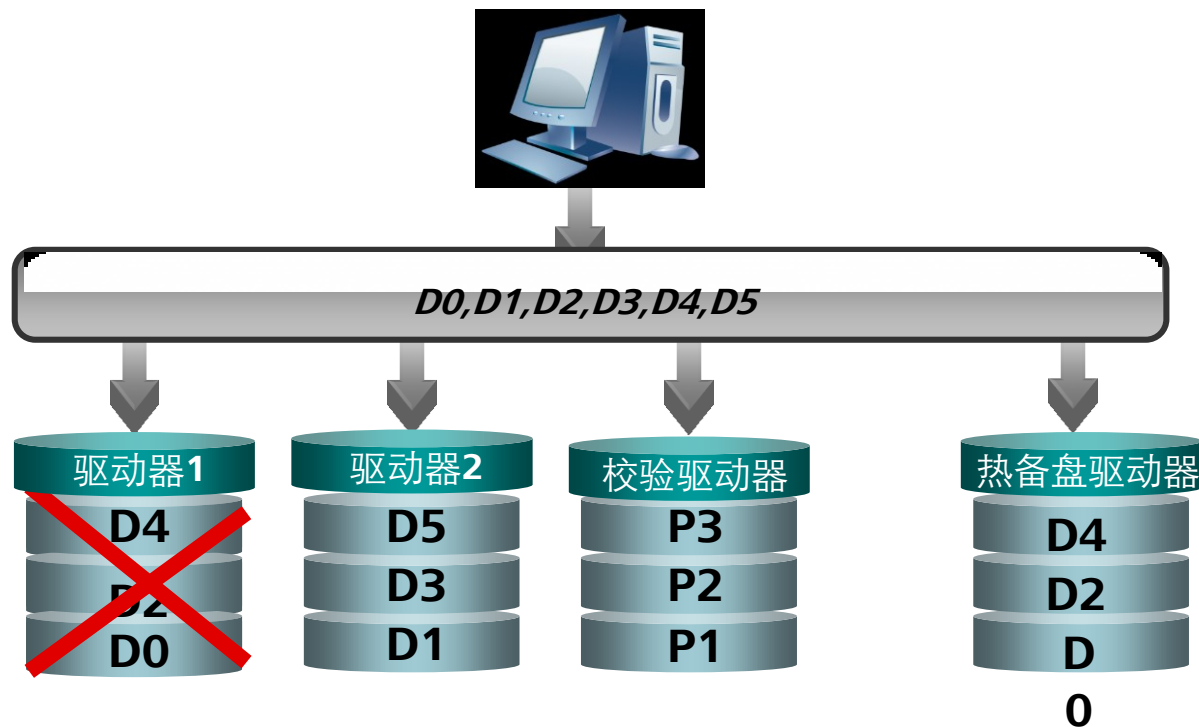 D0,D1,D2,D3,D4,D5
驱动器1
D4
D2
D0
驱动器2
D5
D3
D1
校验驱动器
P3
P2
P1
热备盘驱动器
D4
D2
D
0